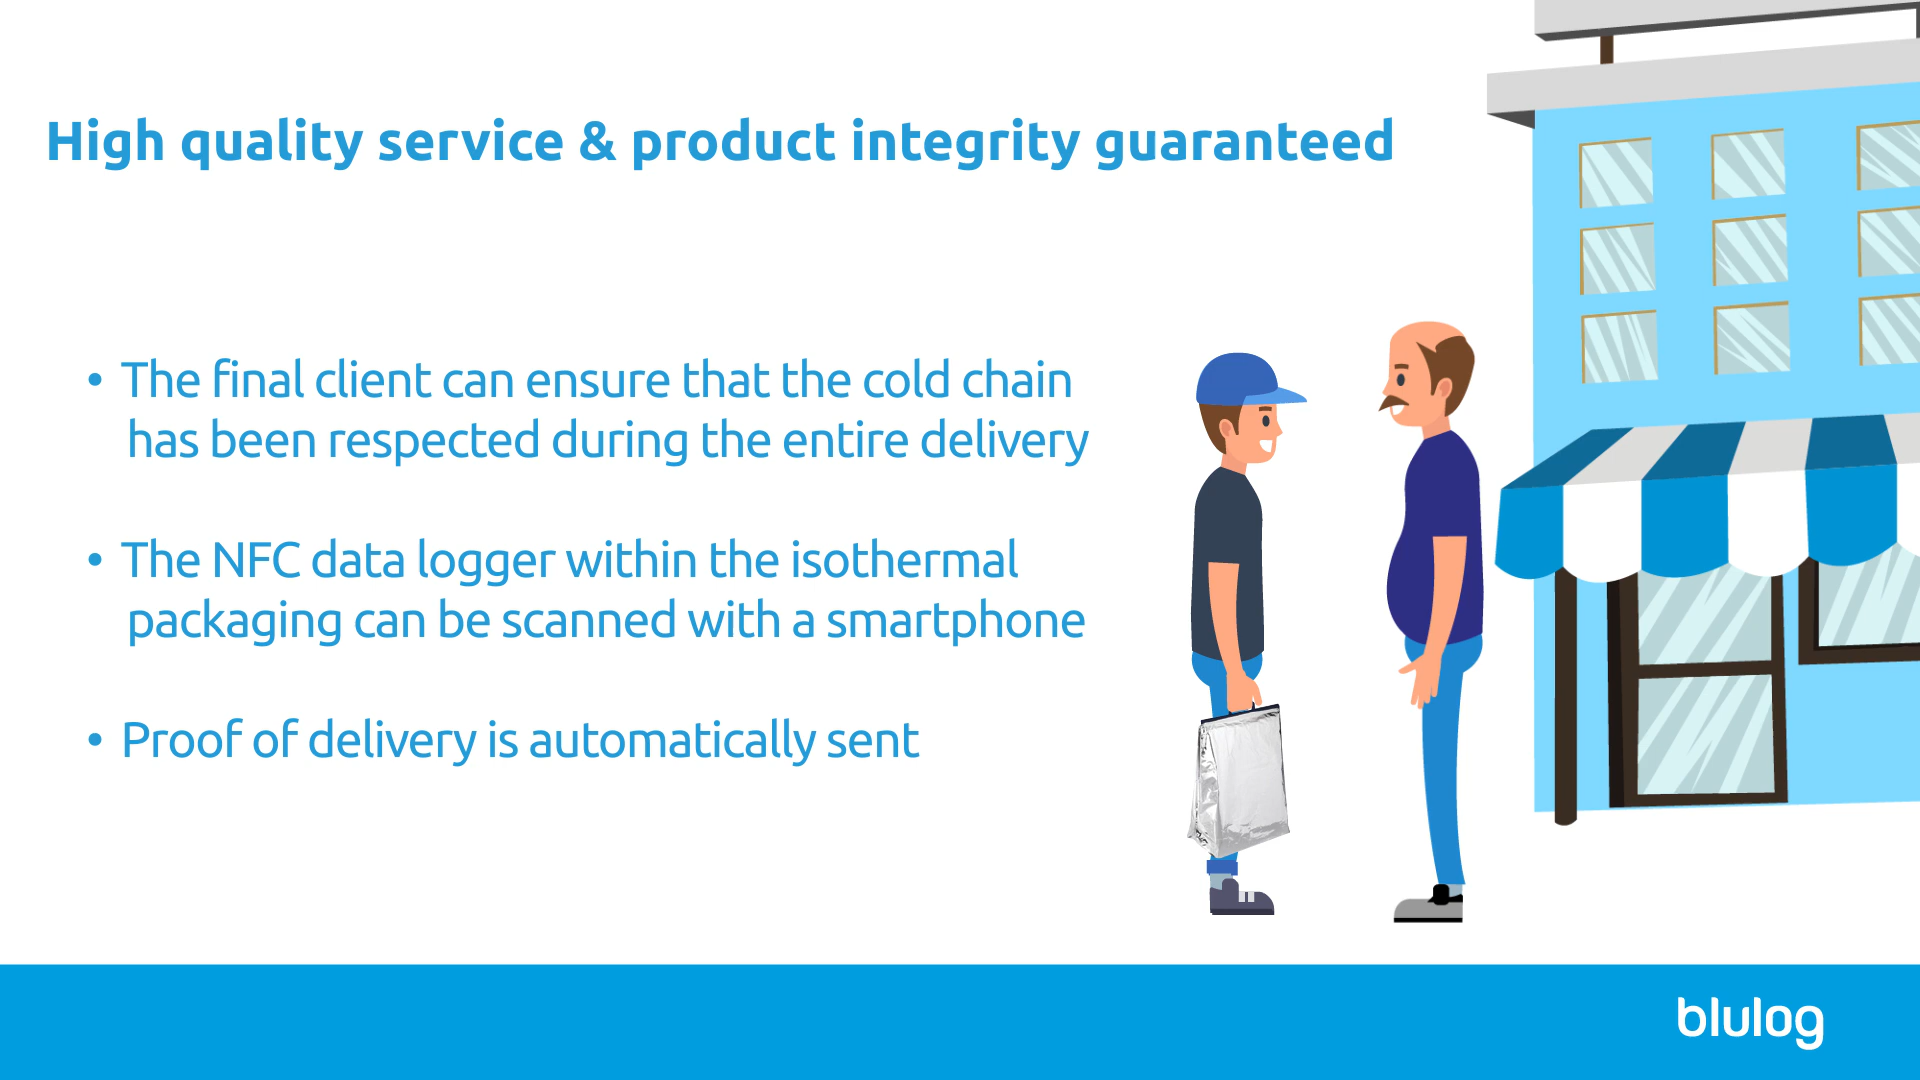 High quality service & product integrity guaranteed
• The final client can ensure that the cold chain
has been respected during the entire delivery
• The NFC data logger within the isothermal
packaging can be scanned with a smartphone
• Proof of delivery is automatically sent
blulog